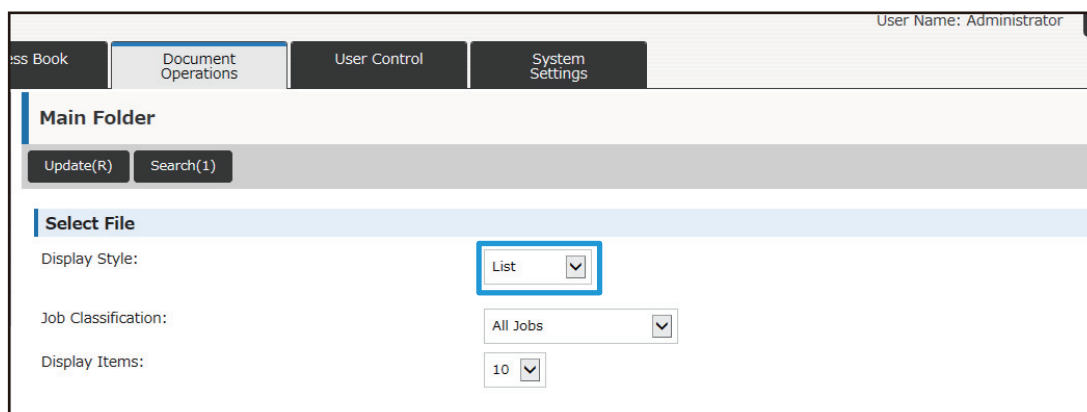 User Name: Administrator
ess Book
Document
Operations
User Control
System
Settings
Main Folder
Update(R)
Search(1)
Select File
Display Style:
List
Job Classification:
All Jobs
Display Items:
10